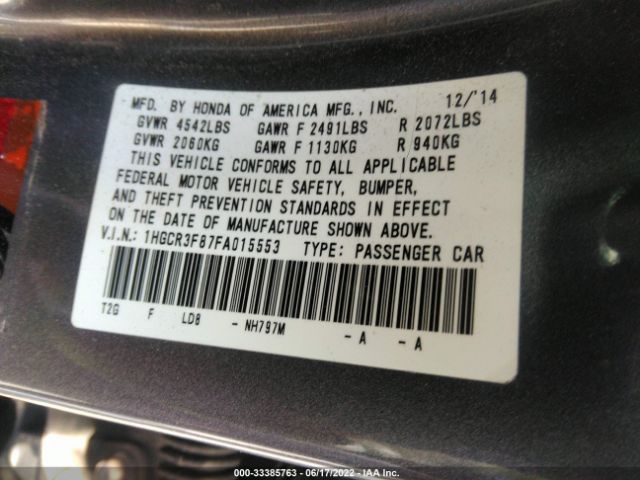 MFD. BY HONDA OF AMERICA MFG., INC. 12/'14
GVWR 4542LBS GAWR F 2491LBS R 2072LBS
GVWR 2060KG GAWR F 1130KG R 940KG
THIS VEHICLE CONFORMS TO ALL APPLICABLE
FEDERAL MOTOR VEHICLE SAFETY, BUMPER,
AND THEFT PREVENTION STANDARDS IN EFFECT
ON THE DATE OF MANUFACTURE SHOWN ABOVE.
V.I.N.: 1HGCR3F87FA015553 TYPE: PASSENGER CAR
T2G F LD8 - NH797M - A - A
000-33385763 - 06/17/2022 - IAA Inc.